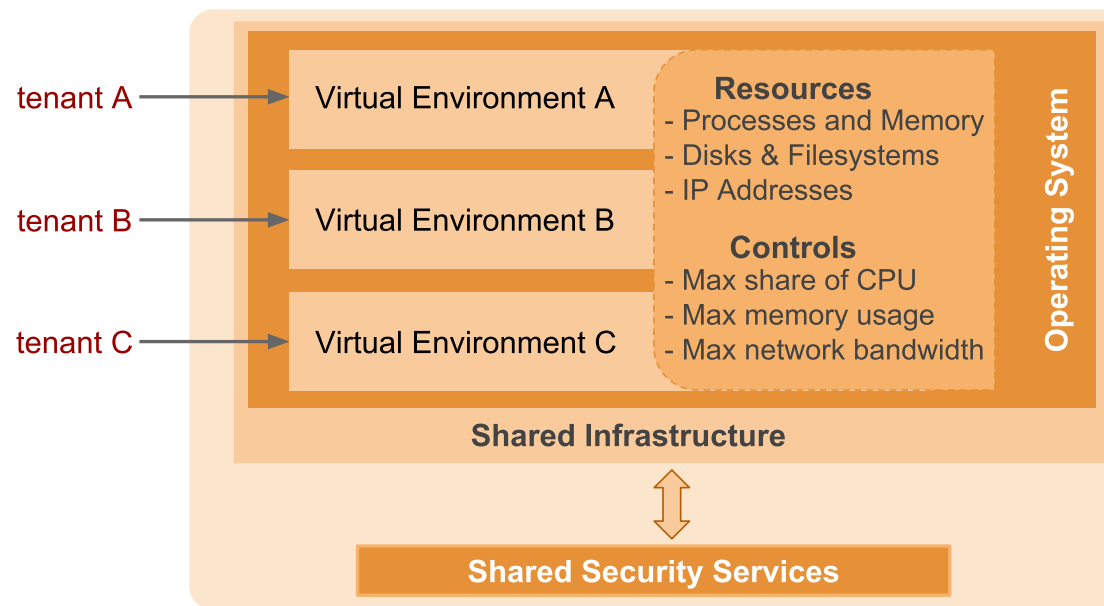 tenant A
Virtual Environment A
tenant B
Virtual Environment B
tenant C
Virtual Environment C
Resources
- Processes and Memory
- Disks & Filesystems
- IP Addresses
Controls
- Max share of CPU
- Max memory usage
- Max network bandwidth
Operating System
Shared Infrastructure
Shared Security Services